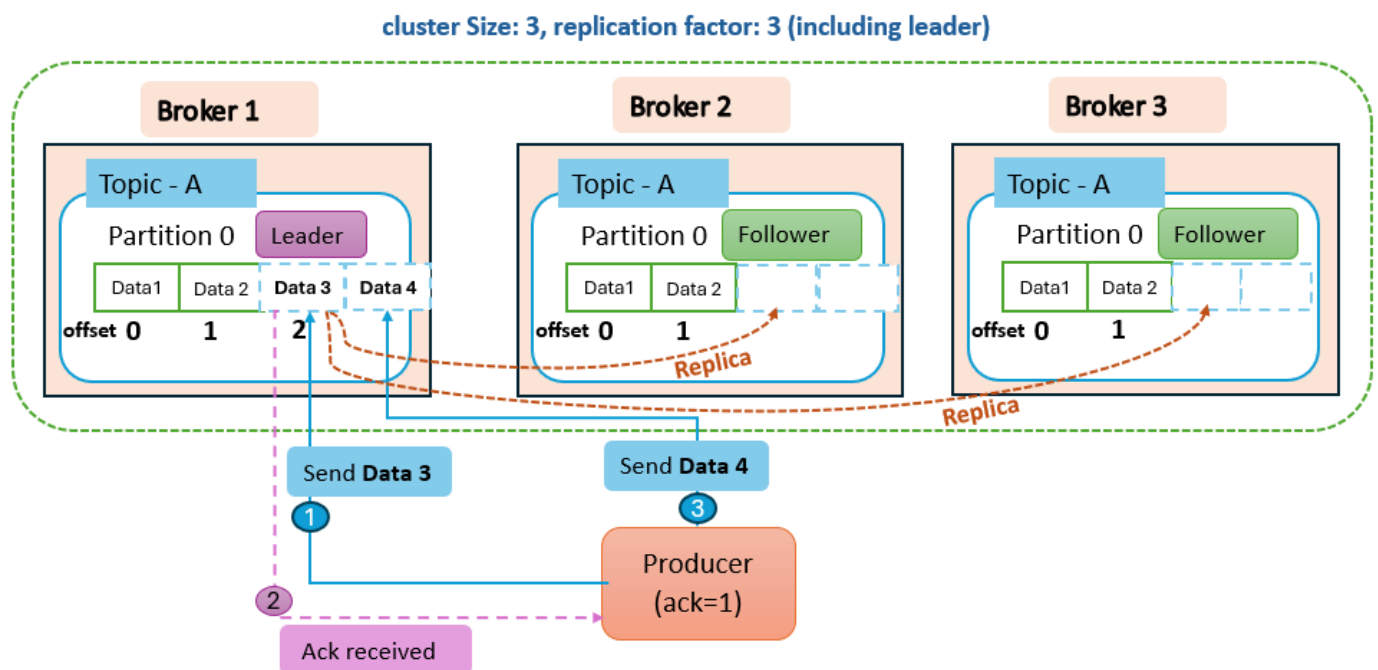 cluster Size: 3, replication factor: 3 (including leader)
Broker 1
Broker 2
Broker 3
Topic - A
Topic - A
Topic - A
Partition 0
Leader
Partition 0
Follower
Partition 0
Follower
Data1
Data 2
Data 3
Data 4
Data1
Data 2
Data1
Data 2
offset 0 1 2
offset 0 1
offset 0 1
Replica
Replica
Send Data 3
Send Data 4
1
3
Producer
(ack=1)
2
Ack received